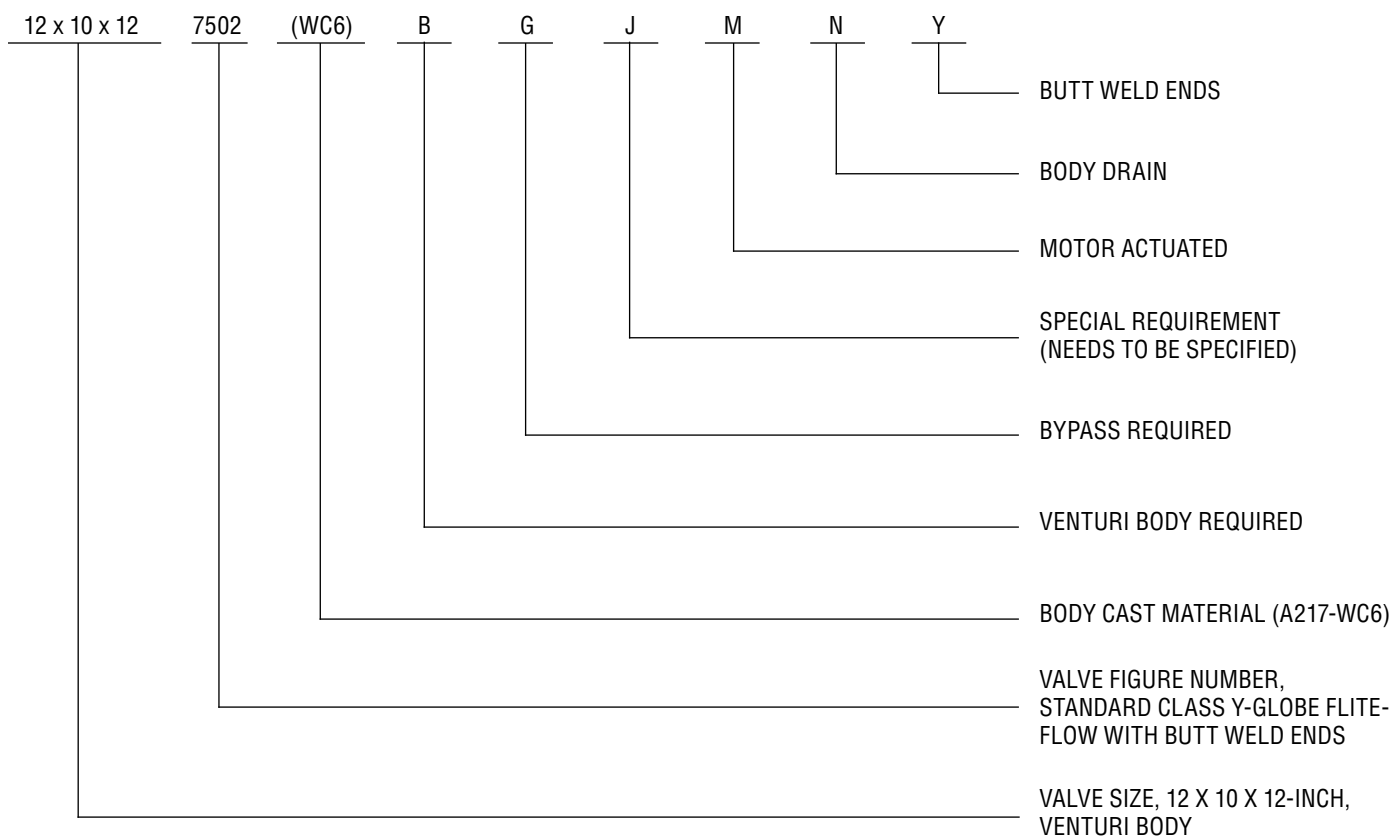 12 x 10 x 12 7502 (WC6) B G J M N Y
BUTT WELD ENDS
BODY DRAIN
MOTOR ACTUATED
SPECIAL REQUIREMENT
(NEEDS TO BE SPECIFIED)
BYPASS REQUIRED
VENTURI BODY REQUIRED
BODY CAST MATERIAL (A217-WC6)
VALVE FIGURE NUMBER,
STANDARD CLASS Y-GLOBE FLITE-
FLOW WITH BUTT WELD ENDS
VALVE SIZE, 12 X 10 X 12-INCH,
VENTURI BODY